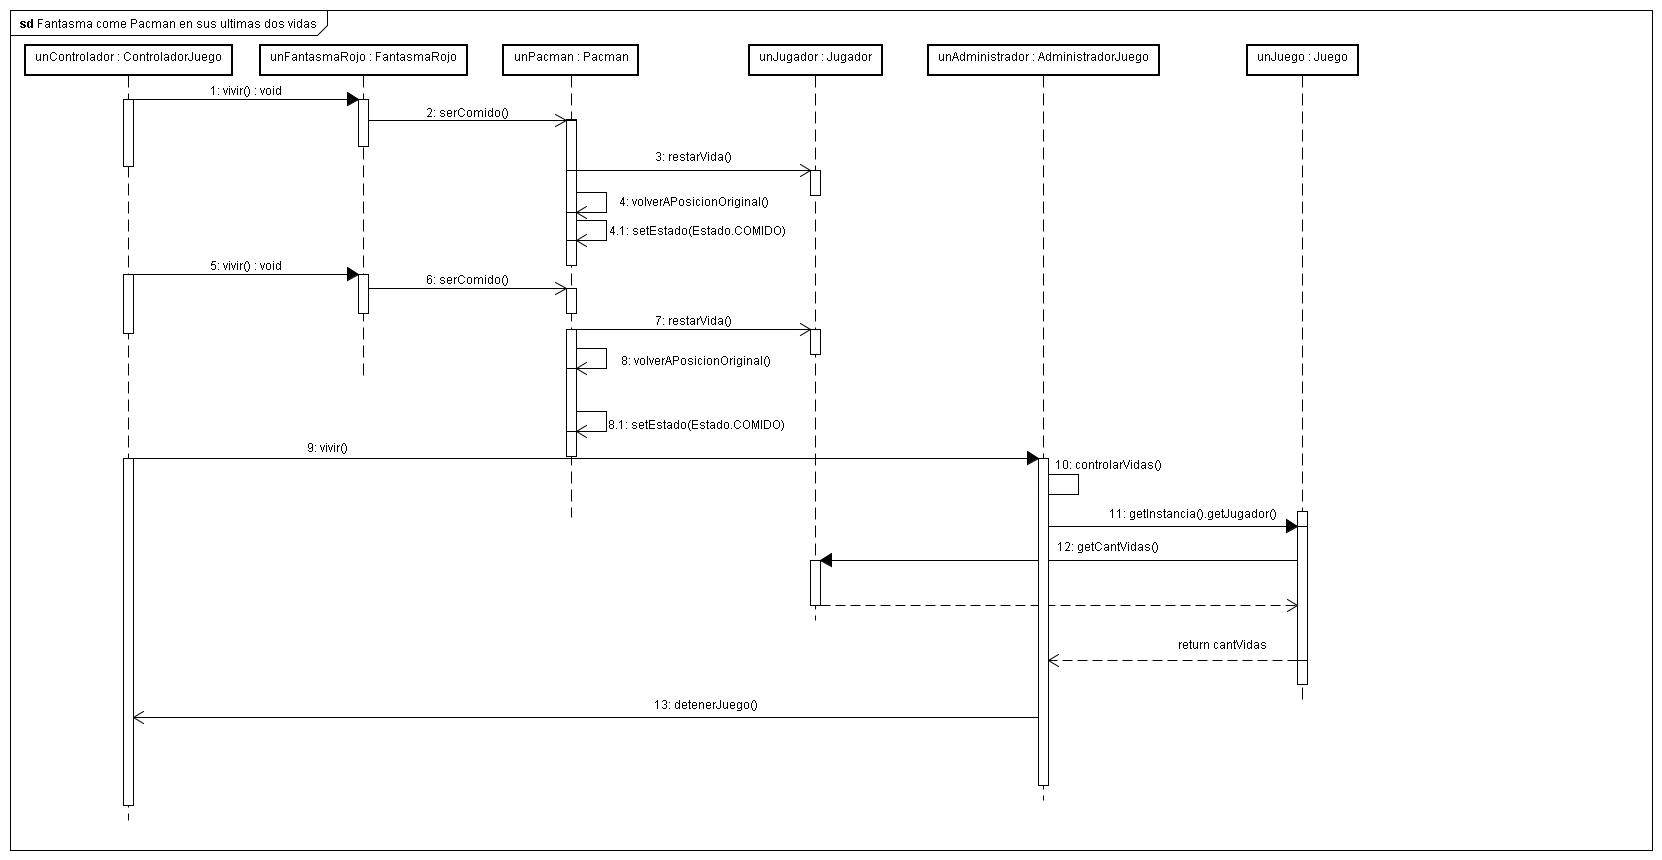 sd Fantasma come Pacman en sus ultimas dos vidas
unControlador : ControladorJuego
unFantasmaRojo : FantasmaRojo
unPacman : Pacman
unJugador : Jugador
unAdministrador : AdministradorJuego
unJuego : Juego
1: vivir() : void
2: serComido()
3: restarVida()
4: volverAPosicionOriginal()
4.1: setEstado(Estado.COMIDO)
5: vivir() : void
6: serComido()
7: restarVida()
8: volverAPosicionOriginal()
8.1: setEstado(Estado.COMIDO)
9: vivir()
10: controlarVidas()
11: getInstancia().getJugador()
12: getCantVidas()
return cantVidas
13: detenerJuego()